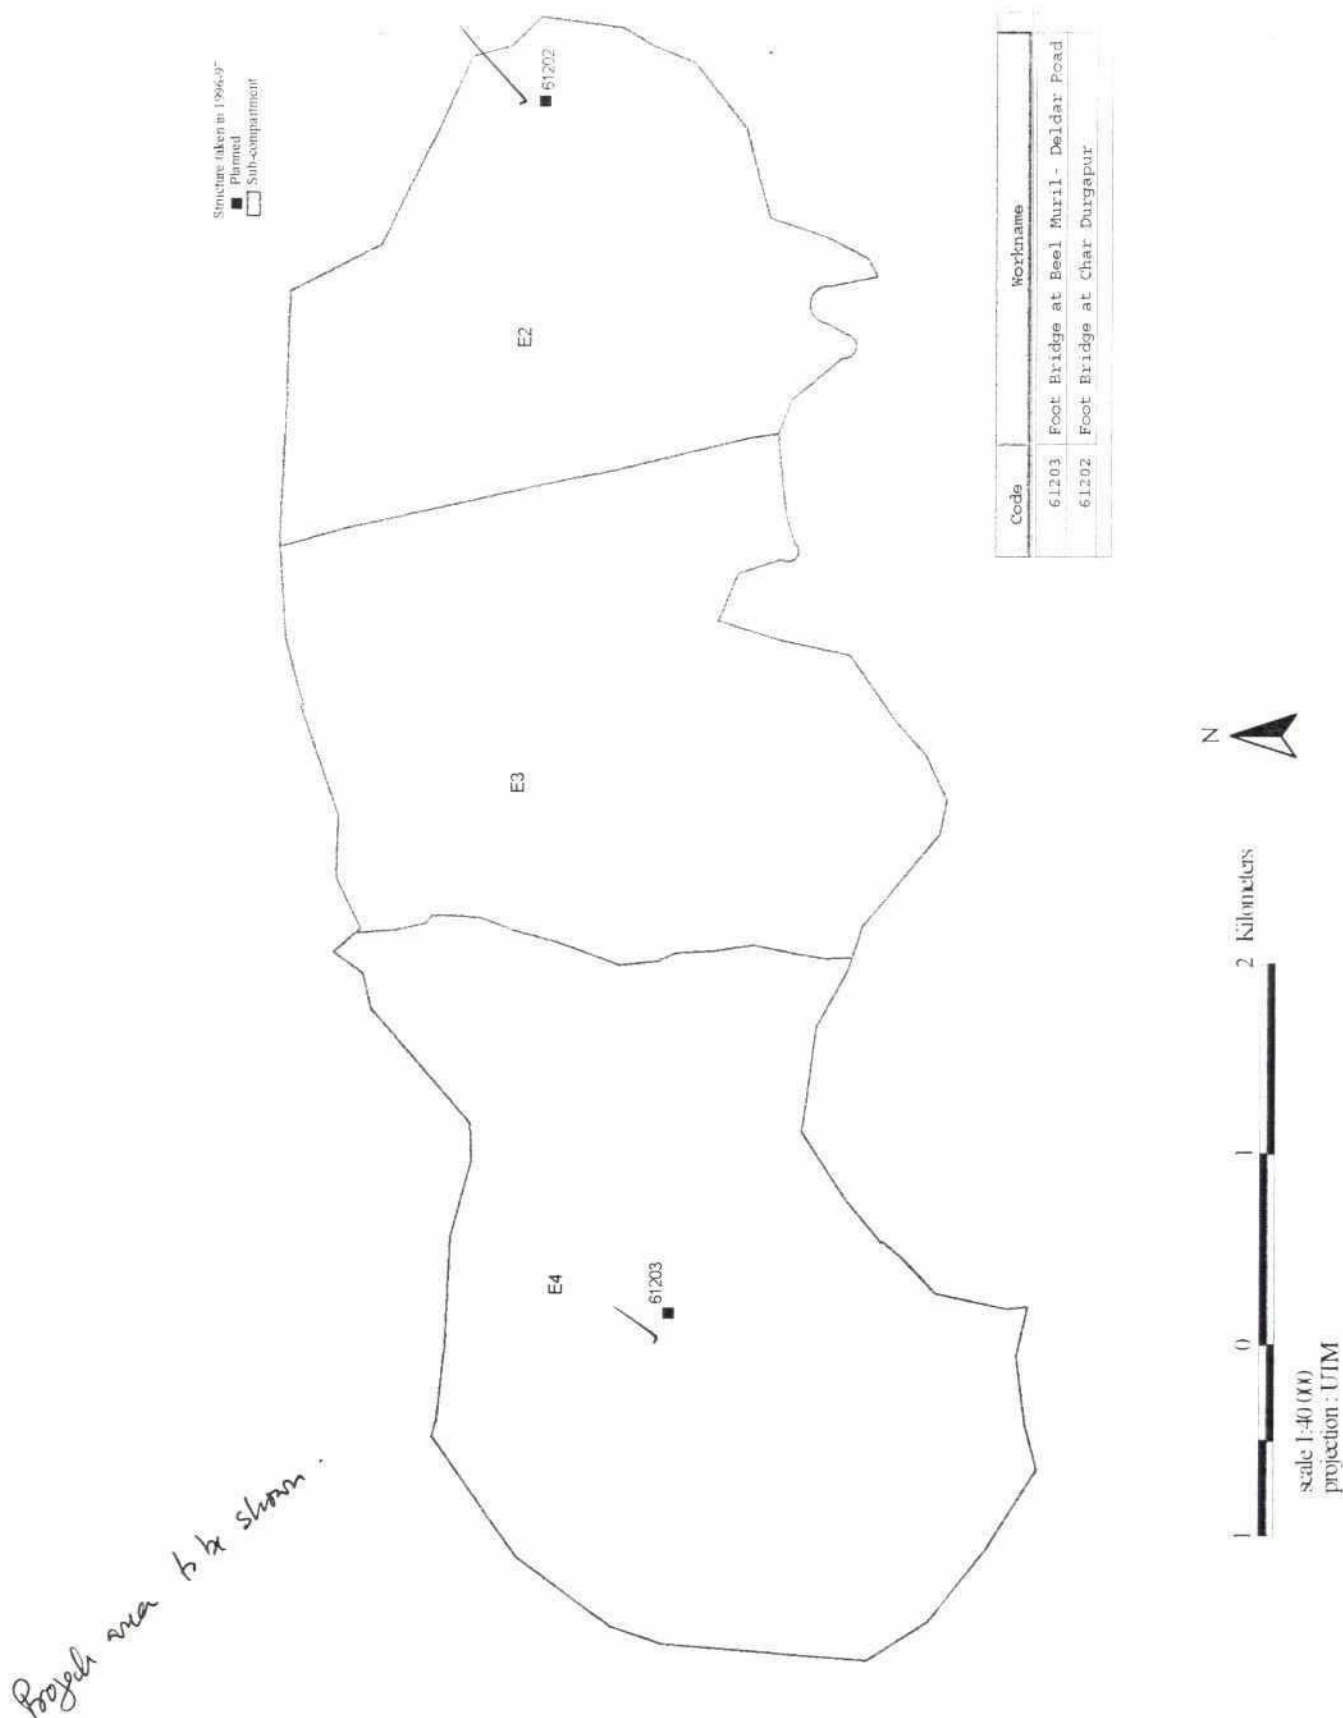 Structure taken in 1996-97
Planned
Sub-compartment
61202
E2
E3
E4
61203
Code Workname
61203 Foot Bridge at Beel Muril- Deldar Road
61202 Foot Bridge at Char Durgapur
N
1 0 1 2 Kilometers
scale 1:40 000
projection : UTM
Project area to be shown.